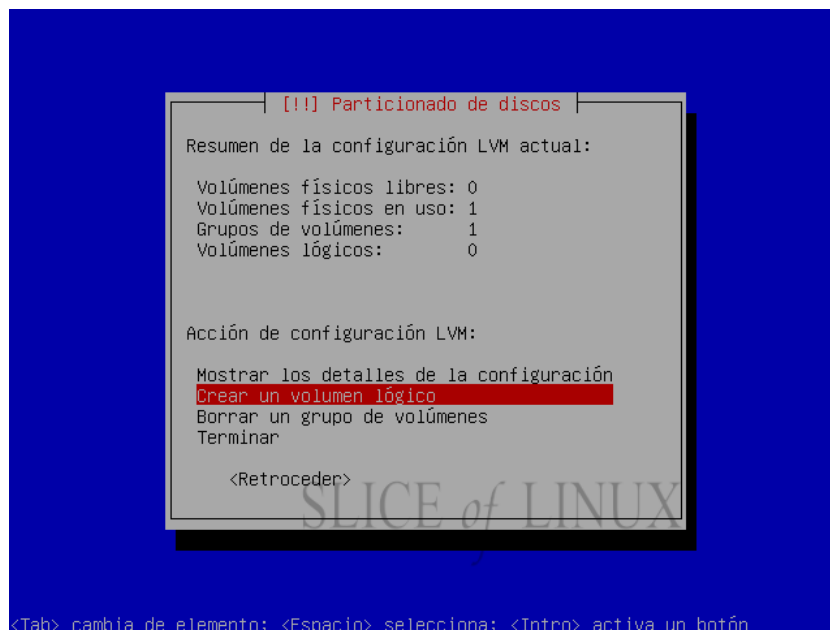 [!!] Particionado de discos
Resumen de la configuración LVM actual:
Volúmenes físicos libres: 0
Volúmenes físicos en uso: 1
Grupos de volúmenes: 1
Volúmenes lógicos: 0
Acción de configuración LVM:
Mostrar los detalles de la configuración
Crear un volumen lógico
Borrar un grupo de volúmenes
Terminar
<Retroceder>
SLICE of LINUX
<Tab> cambia de elemento; <Espacio> selecciona; <Intro> activa un botón